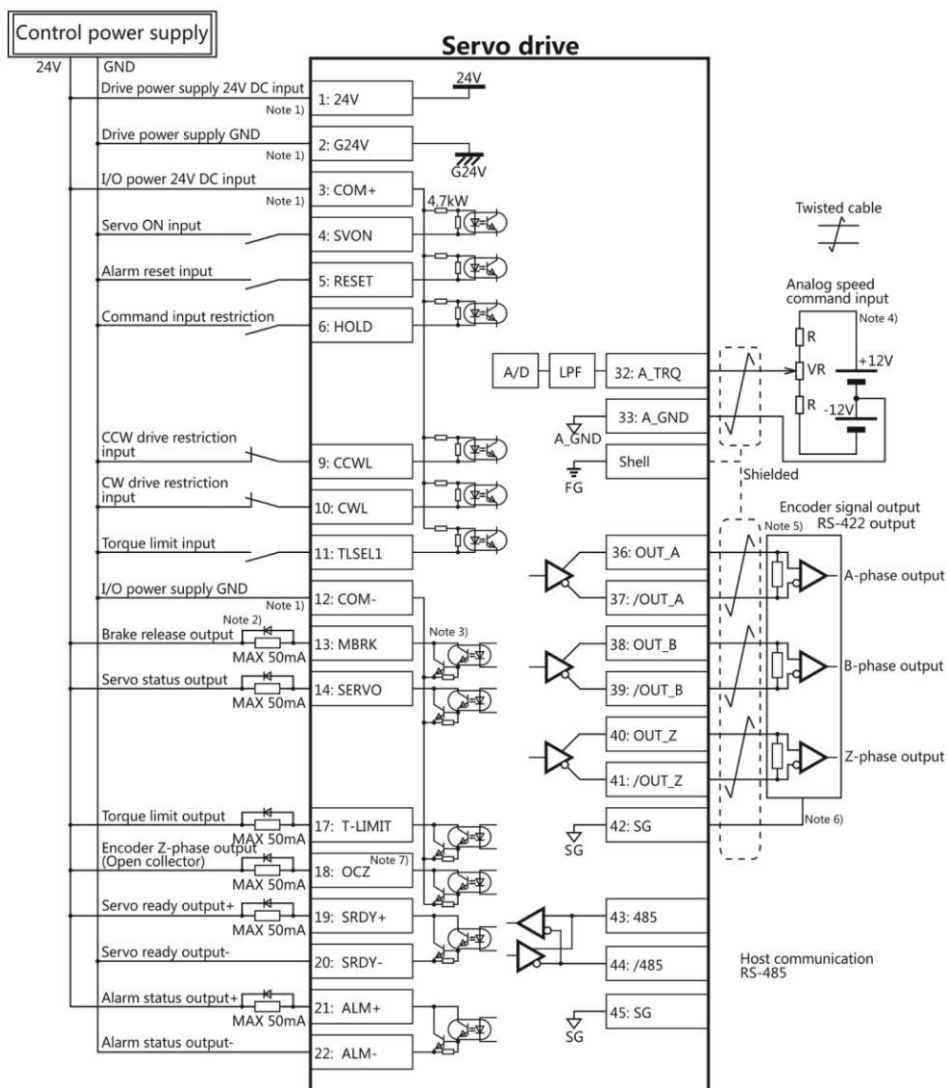 Control power supply
24V
GND
Servo drive
Drive power supply 24V DC input
Note 1)
1: 24V
24V
Drive power supply GND
Note 1)
2: G24V
G24V
I/O power 24V DC input
Note 1)
3: COM+
4.7kW
Servo ON input
4: SVON
Alarm reset input
5: RESET
Command input restriction
6: HOLD
CCW drive restriction
input
9: CCWL
CW drive restriction
input
10: CWL
Torque limit input
11: TLSEL1
I/O power supply GND
Note 1)
12: COM-
Brake release output
Note 2)
MAX 50mA
13: MBRK
Note 3)
Servo status output
MAX 50mA
14: SERVO
Torque limit output
MAX 50mA
17: T-LIMIT
Encoder Z-phase output
(Open collector)
MAX 50mA
18: OCZ
Note 7)
Servo ready output+
MAX 50mA
19: SRDY+
Servo ready output-
20: SRDY-
Alarm status output+
MAX 50mA
21: ALM+
Alarm status output-
22: ALM-
Twisted cable
Analog speed
command input
Note 4)
R
VR
R
+12V
-12V
A/D
LPF
32: A_TRQ
33: A_GND
A_GND
Shell
FG
Shielded
Encoder signal output
RS-422 output
Note 5)
36: OUT_A
37: /OUT_A
A-phase output
38: OUT_B
39: /OUT_B
B-phase output
40: OUT_Z
41: /OUT_Z
Z-phase output
42: SG
SG
Note 6)
43: 485
44: /485
Host communication
RS-485
45: SG
SG